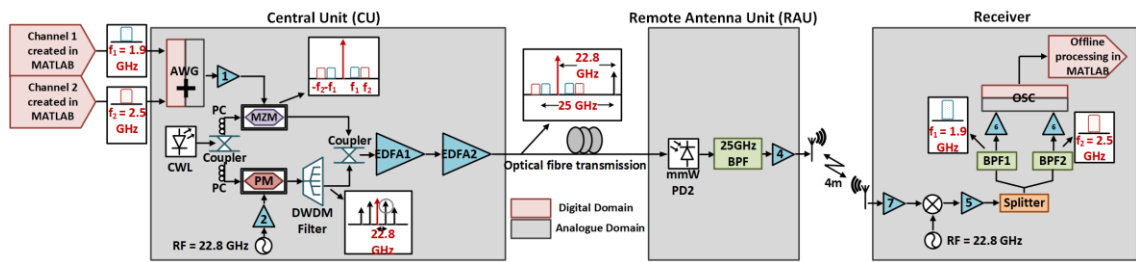 Central Unit (CU)
Remote Antenna Unit (RAU)
Receiver
Channel 1
created in
MATLAB
f₁ = 1.9
GHz
Channel 2
created in
MATLAB
f₂ = 2.5
GHz
AWG
+
1
-f₂-f₁
f₁ f₂
PC
MZM
CWL
Coupler
PC
PM
2
RF = 22.8 GHz
DWDM
Filter
22.8
GHz
Coupler
EDFA1
EDFA2
22.8
GHz
25 GHz
Optical fibre transmission
Digital Domain
Analogue Domain
mmW
PD2
25GHz
BPF
4
4m
7
RF = 22.8 GHz
5
Splitter
BPF1
BPF2
f₁ = 1.9
GHz
f₂ = 2.5
GHz
6
6
OSC
Offline
processing in
MATLAB